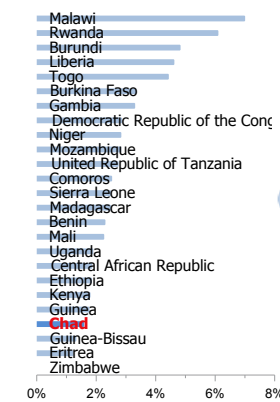 Malawi
Rwanda
Burundi
Liberia
Togo
Burkina Faso
Gambia
Democratic Republic of the Cong
Niger
Mozambique
United Republic of Tanzania
Comoros
Sierra Leone
Madagascar
Benin
Mali
Uganda
Central African Republic
Ethiopia
Kenya
Guinea
Chad
Guinea-Bissau
Eritrea
Zimbabwe
0% 2% 4% 6% 8%